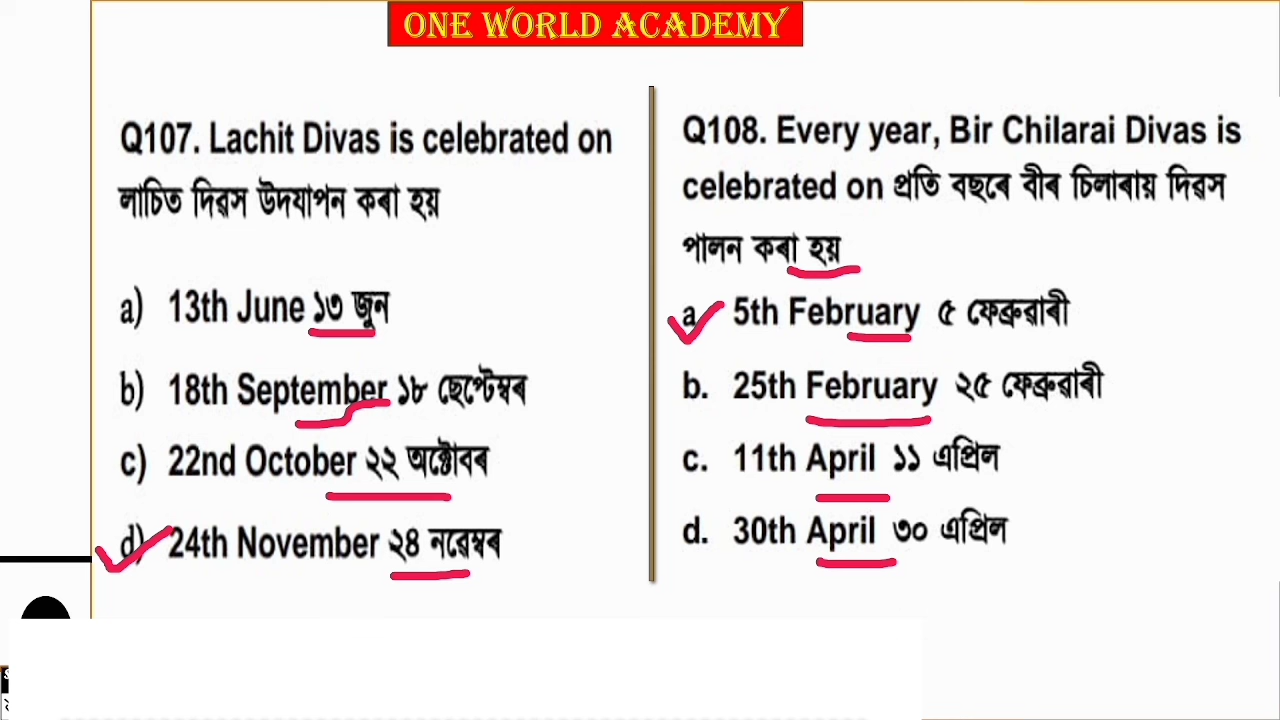 ONE WORLD ACADEMY
Q107. Lachit Divas is celebrated on
লাচিত দিৱস উদযাপন কৰা হয়
a) 13th June ১৩ জুন
b) 18th September ১৮ ছেপ্টেম্বৰ
c) 22nd October ২২ অক্টোবৰ
d) 24th November ২৪ নৱেম্বৰ
Q108. Every year, Bir Chilarai Divas is
celebrated on প্ৰতি বছৰে বীৰ চিলাৰায় দিৱস
পালন কৰা হয়
a 5th February ৫ ফেব্ৰুৱাৰী
b. 25th February ২৫ ফেব্ৰুৱাৰী
c. 11th April ১১ এপ্ৰিল
d. 30th April ৩০ এপ্ৰিল